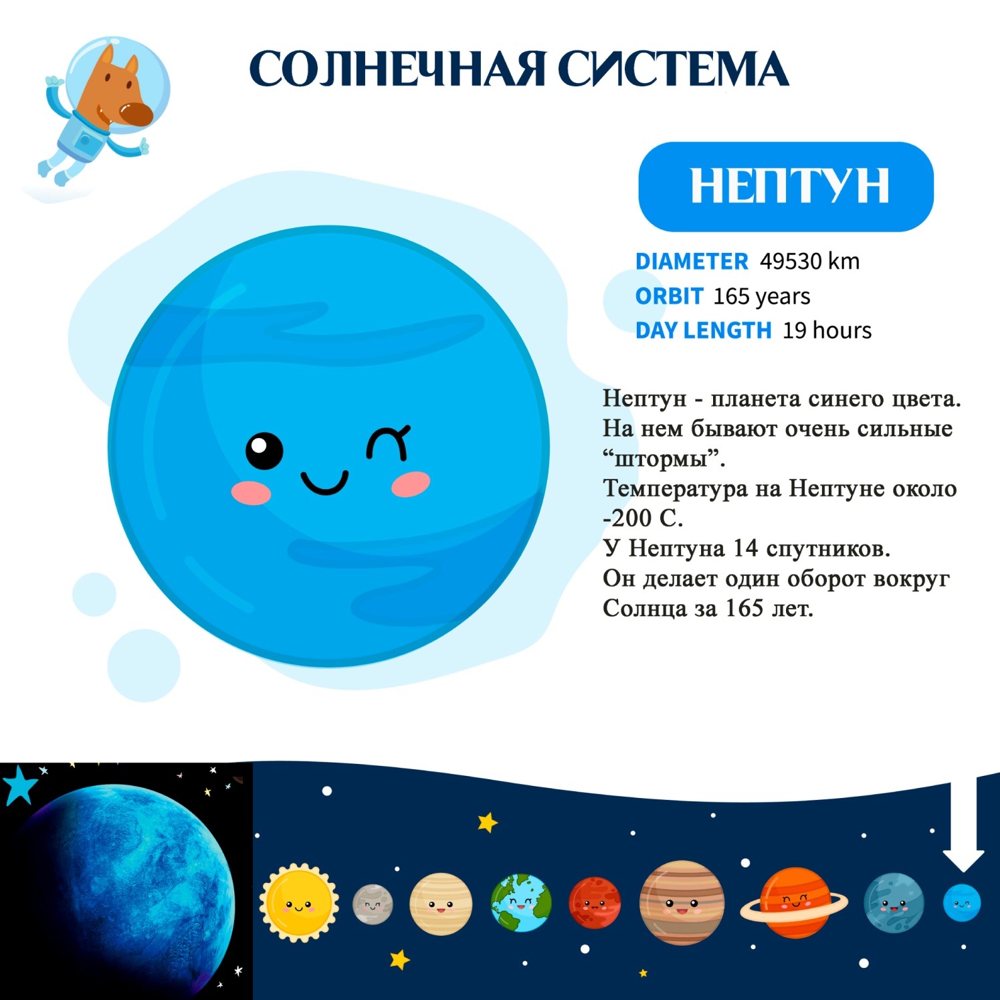 СОЛНЕЧНАЯ СИСТЕМА
НЕПТУН
DIAMETER 49530 km
ORBIT 165 years
DAY LENGTH 19 hours
Нептун - планета синего цвета.
На нем бывают очень сильные
“штормы”.
Температура на Нептуне около
-200 С.
У Нептуна 14 спутников.
Он делает один оборот вокруг
Солнца за 165 лет.